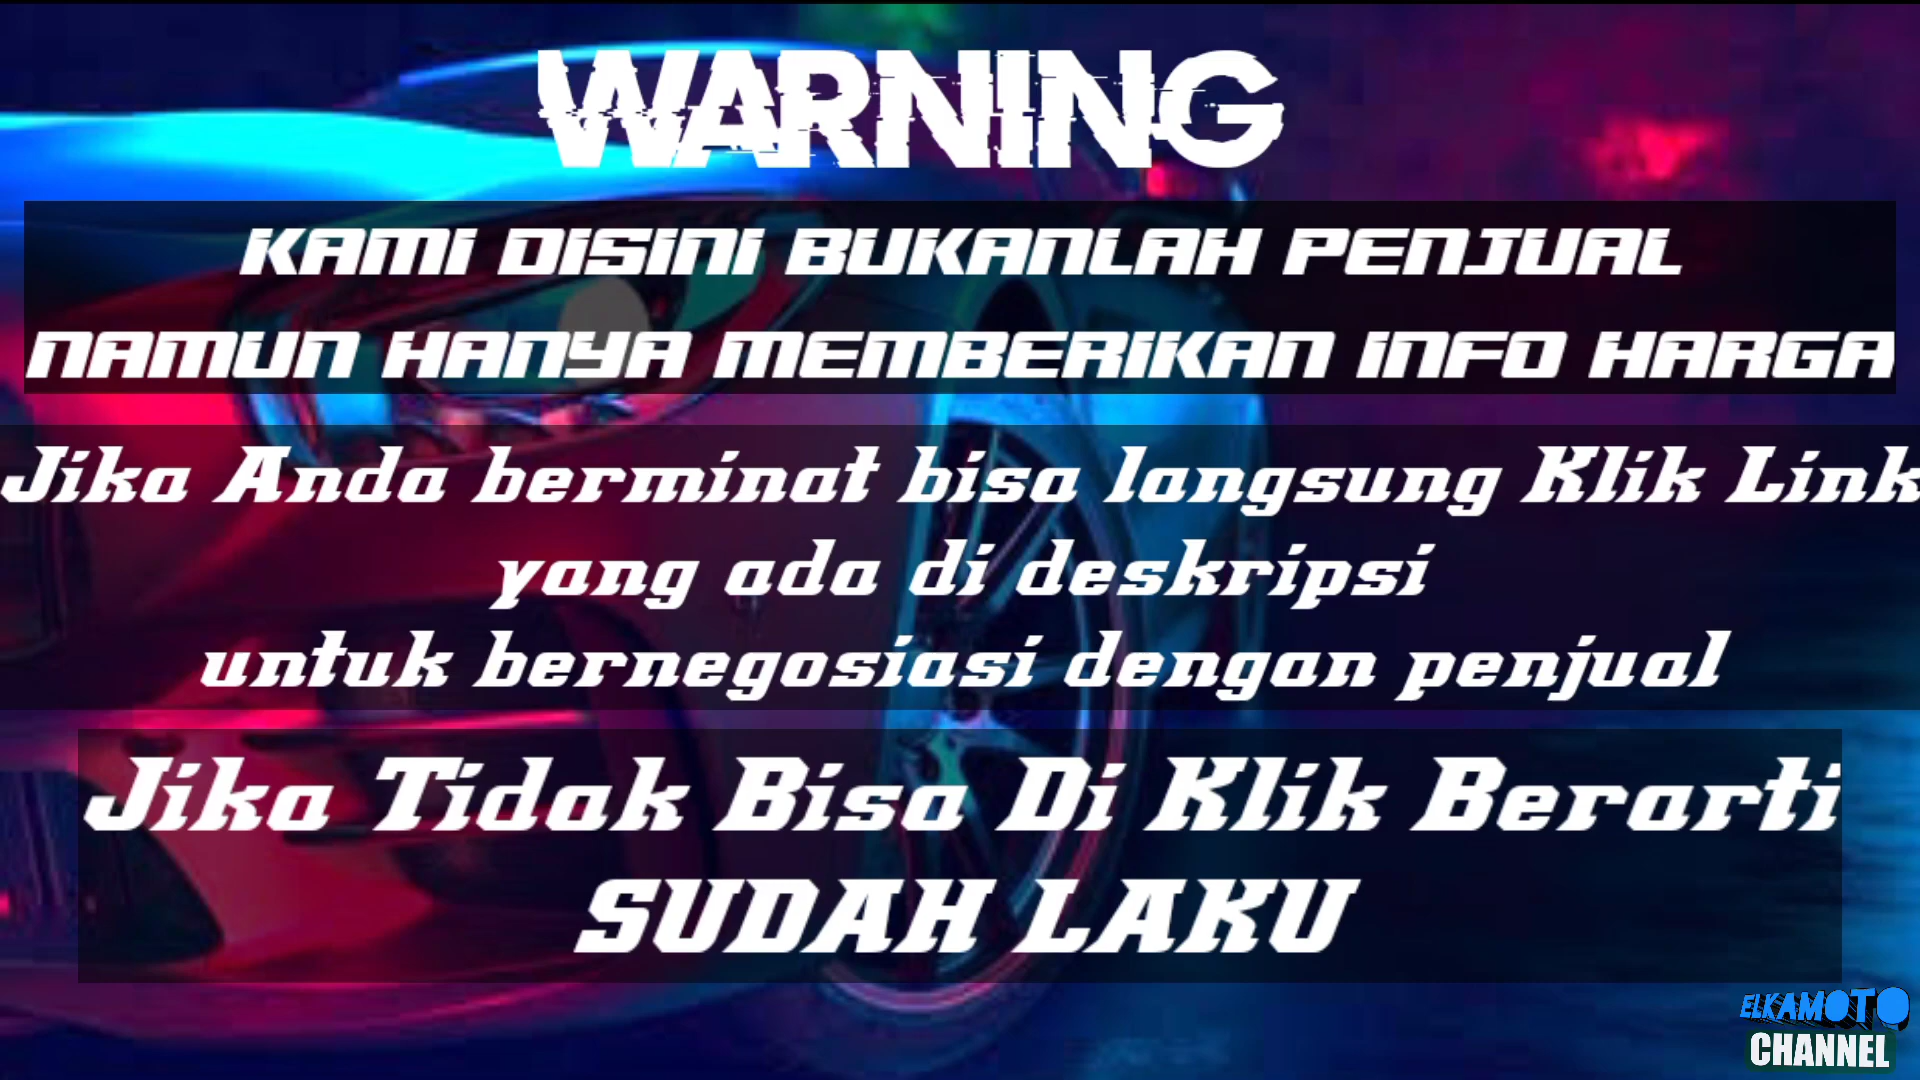 WARNING
KAMI DISINI BUKANLAH PENJUAL
NAMUN HANYA MEMBERIKAN INFO HARGA
Jika Anda berminat bisa langsung Klik Link
yang ada di deskripsi
untuk bernegosiasi dengan penjual
Jika Tidak Bisa Di Klik Berarti
SUDAH LAKU
ELKAMOTO
CHANNEL